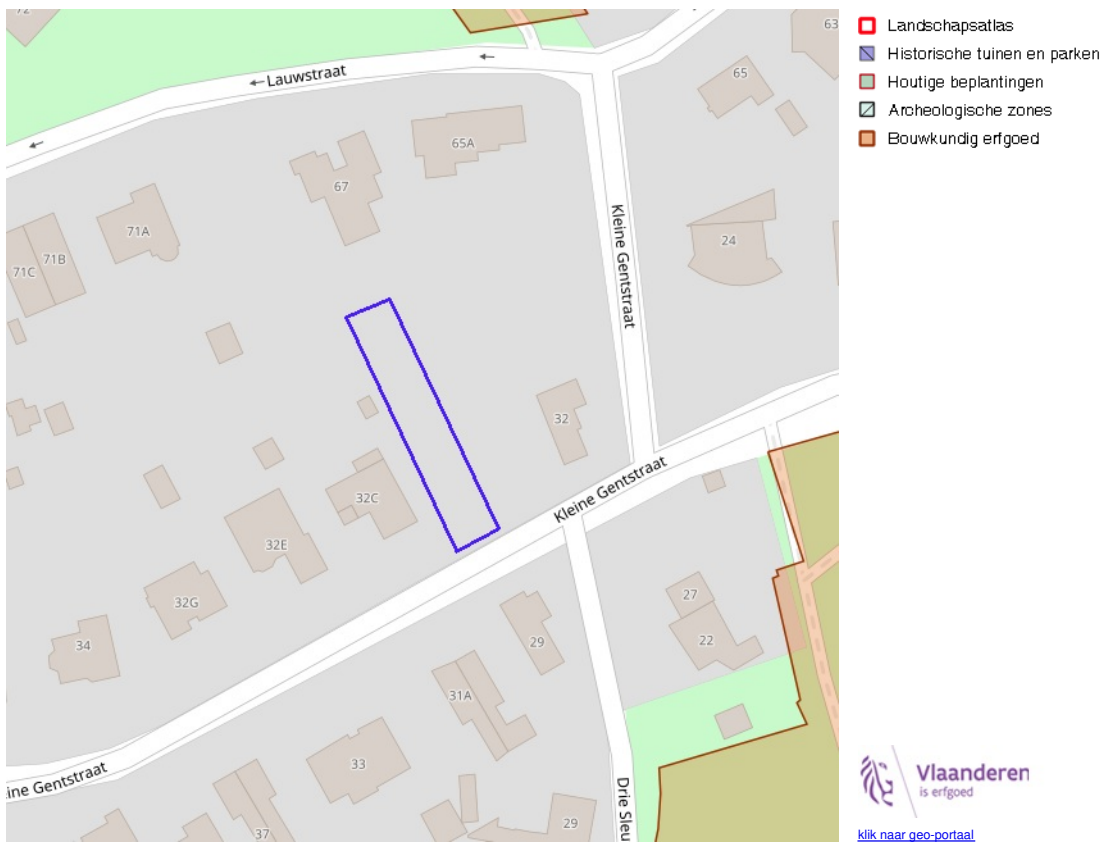 72
63
Lauwstraat
65
65A
67
Kleine Gentstraat
71A
24
71B
71C
32
Kleine Gentstraat
32C
32E
27
32G
29
22
34
31A
33
ine Gentstraat
Drie Sleu
29
37
Landschapsatlas
Historische tuinen en parken
Houtige beplantingen
Archeologische zones
Bouwkundig erfgoed
Vlaanderen
is erfgoed
klik naar geo-portaal